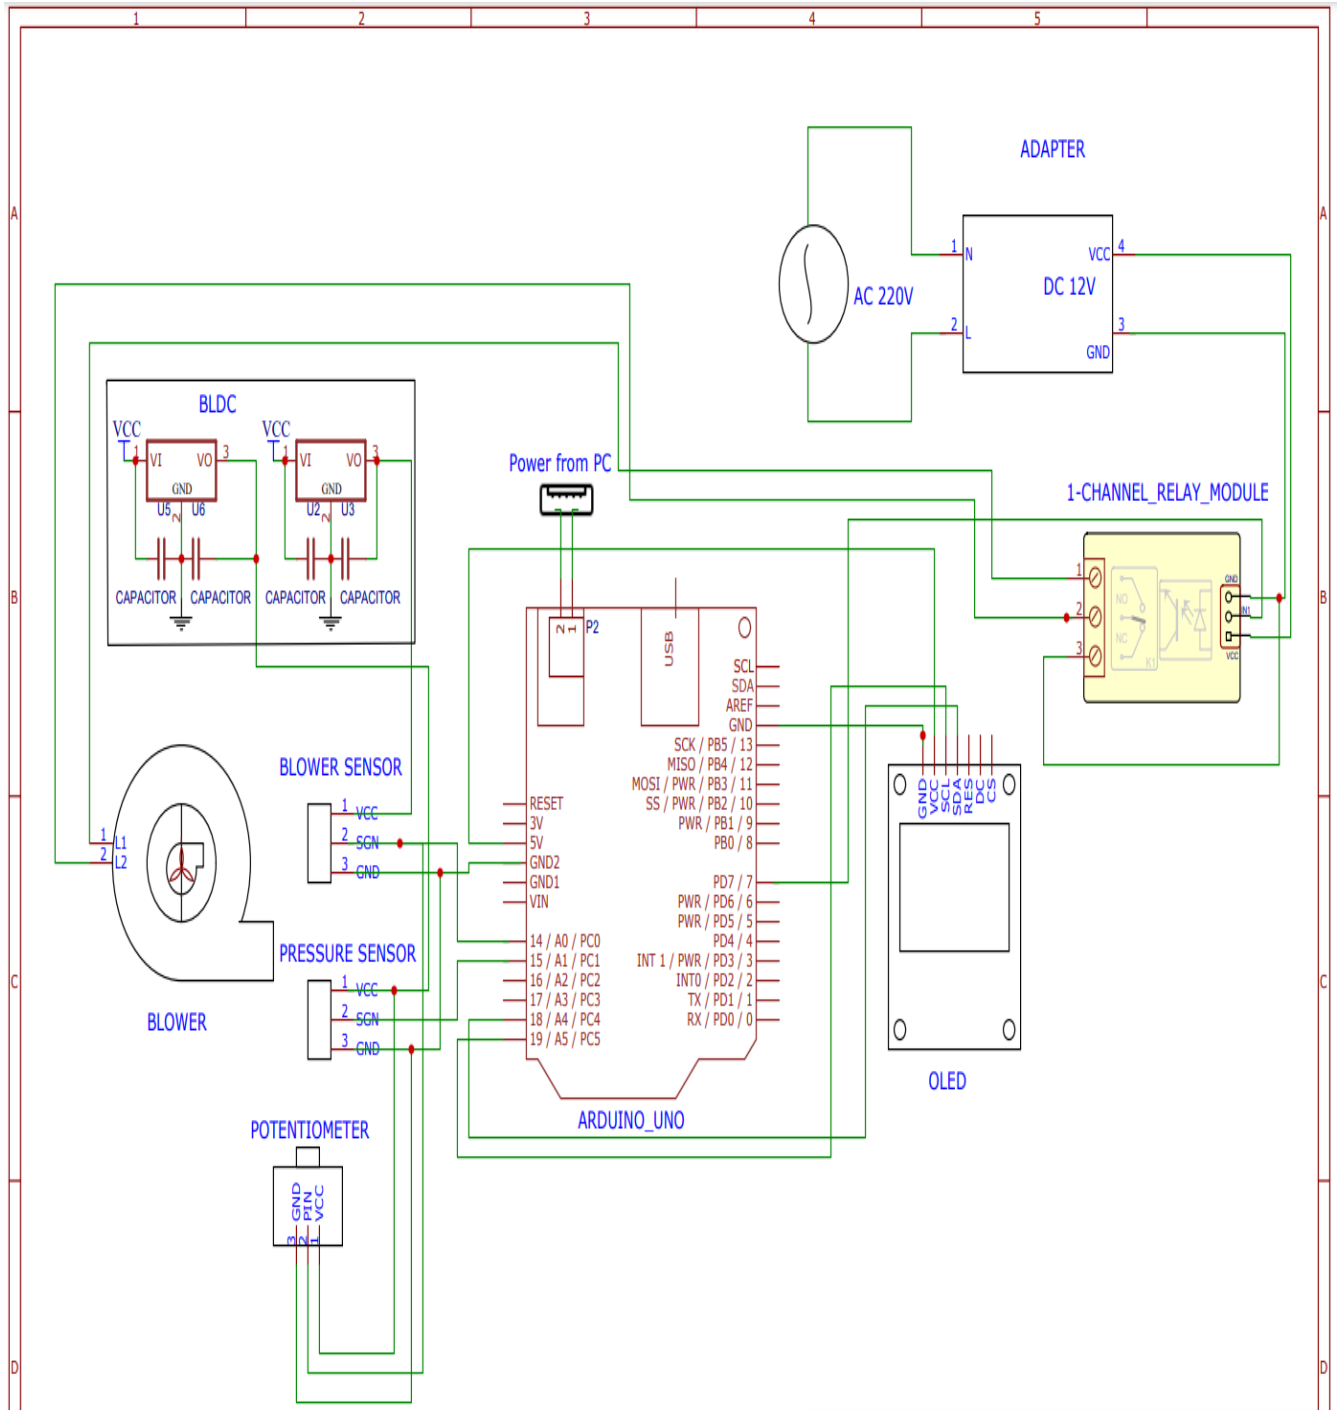 1 2 3 4 5
A A
B B
C C
D D
ADAPTER
1 N VCC 4
DC 12V
2 L 3
GND
AC 220V
BLDC
VCC VCC
1 VI VO 3
GND
2
U5 U6
CAPACITOR CAPACITOR
1 VI VO 3
GND
2
U2 U3
CAPACITOR CAPACITOR
Power from PC
1-CHANNEL_RELAY_MODULE
1
2
3
NO
NC
K1
GND
IN1
VCC
2 1 P2
USB
SCL
SDA
AREF
GND
SCK / PB5 / 13
MISO / PB4 / 12
MOSI / PWR / PB3 / 11
SS / PWR / PB2 / 10
PWR / PB1 / 9
PB0 / 8
PD7 / 7
PWR / PD6 / 6
PWR / PD5 / 5
PD4 / 4
INT 1 / PWR / PD3 / 3
INT0 / PD2 / 2
TX / PD1 / 1
RX / PD0 / 0
RESET
3V
5V
GND2
GND1
VIN
14 / A0 / PC0
15 / A1 / PC1
16 / A2 / PC2
17 / A3 / PC3
18 / A4 / PC4
19 / A5 / PC5
ARDUINO_UNO
GND
VCC
SCL
SDA
RES
DC
CS
OLED
BLOWER SENSOR
1 VCC
2 SGN
3 GND
1 L1
2 L2
BLOWER
PRESSURE SENSOR
1 VCC
2 SGN
3 GND
POTENTIOMETER
GND
PIN
VCC
3 2 1